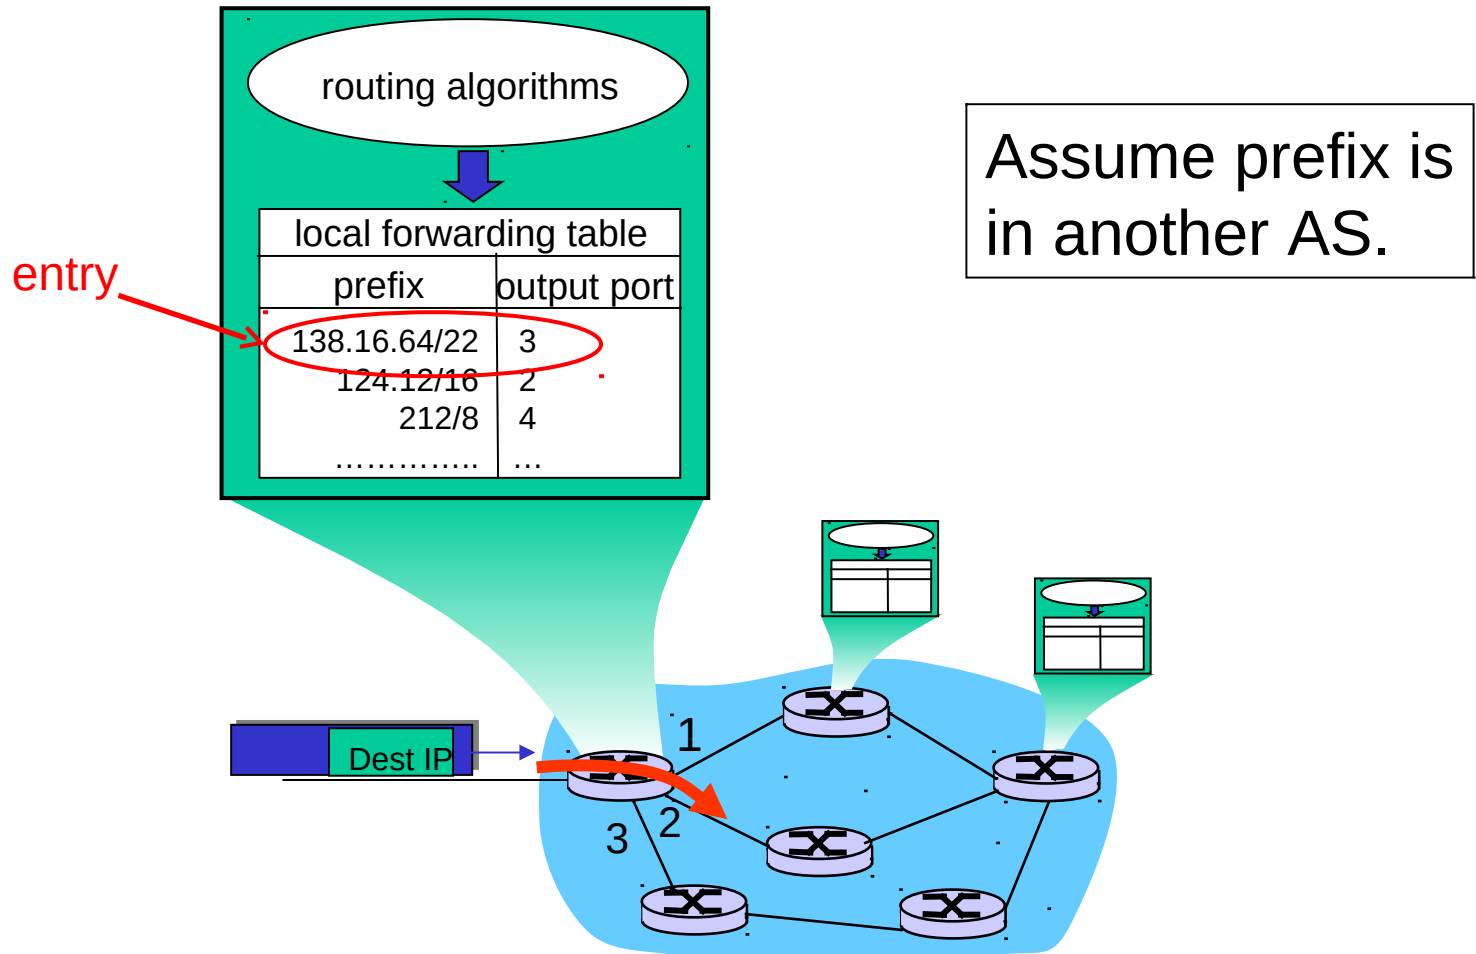 routing algorithms
local forwarding table
prefix output port
138.16.64/22 3
124.12/16 2
212/8 4
………….. …
entry
Assume prefix is
in another AS.
Dest IP
1
2
3